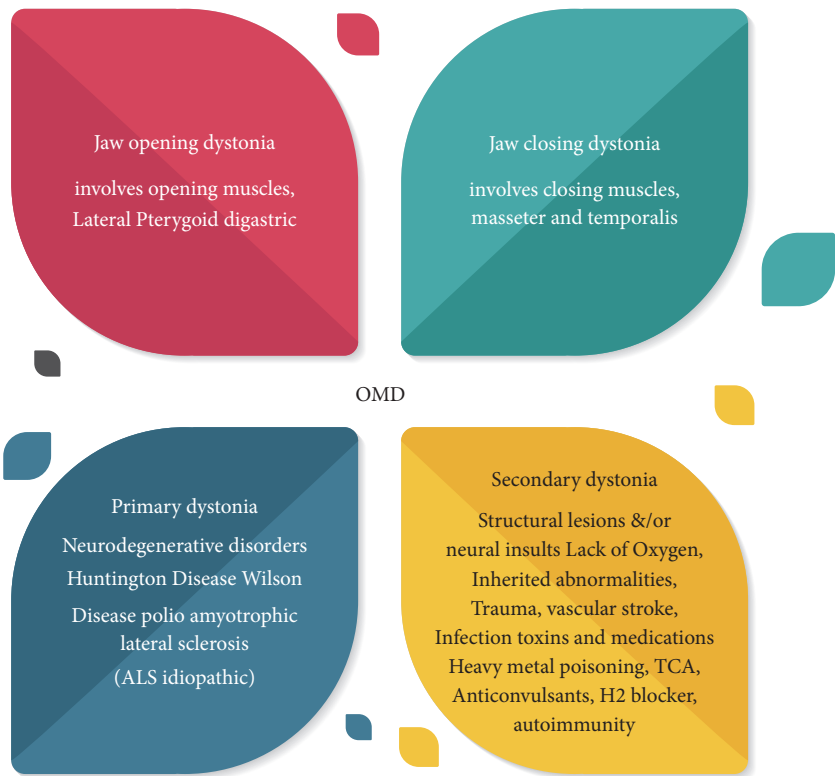 Jaw opening dystonia
involves opening muscles,
Lateral Pterygoid digastric
Jaw closing dystonia
involves closing muscles,
masseter and temporalis
OMD
Primary dystonia
Neurodegenerative disorders
Huntington Disease Wilson
Disease polio amyotrophic
lateral sclerosis
(ALS idiopathic)
Secondary dystonia
Structural lesions &/or
neural insults Lack of Oxygen,
Inherited abnormalities,
Trauma, vascular stroke,
Infection toxins and medications
Heavy metal poisoning, TCA,
Anticonvulsants, H2 blocker,
autoimmunity